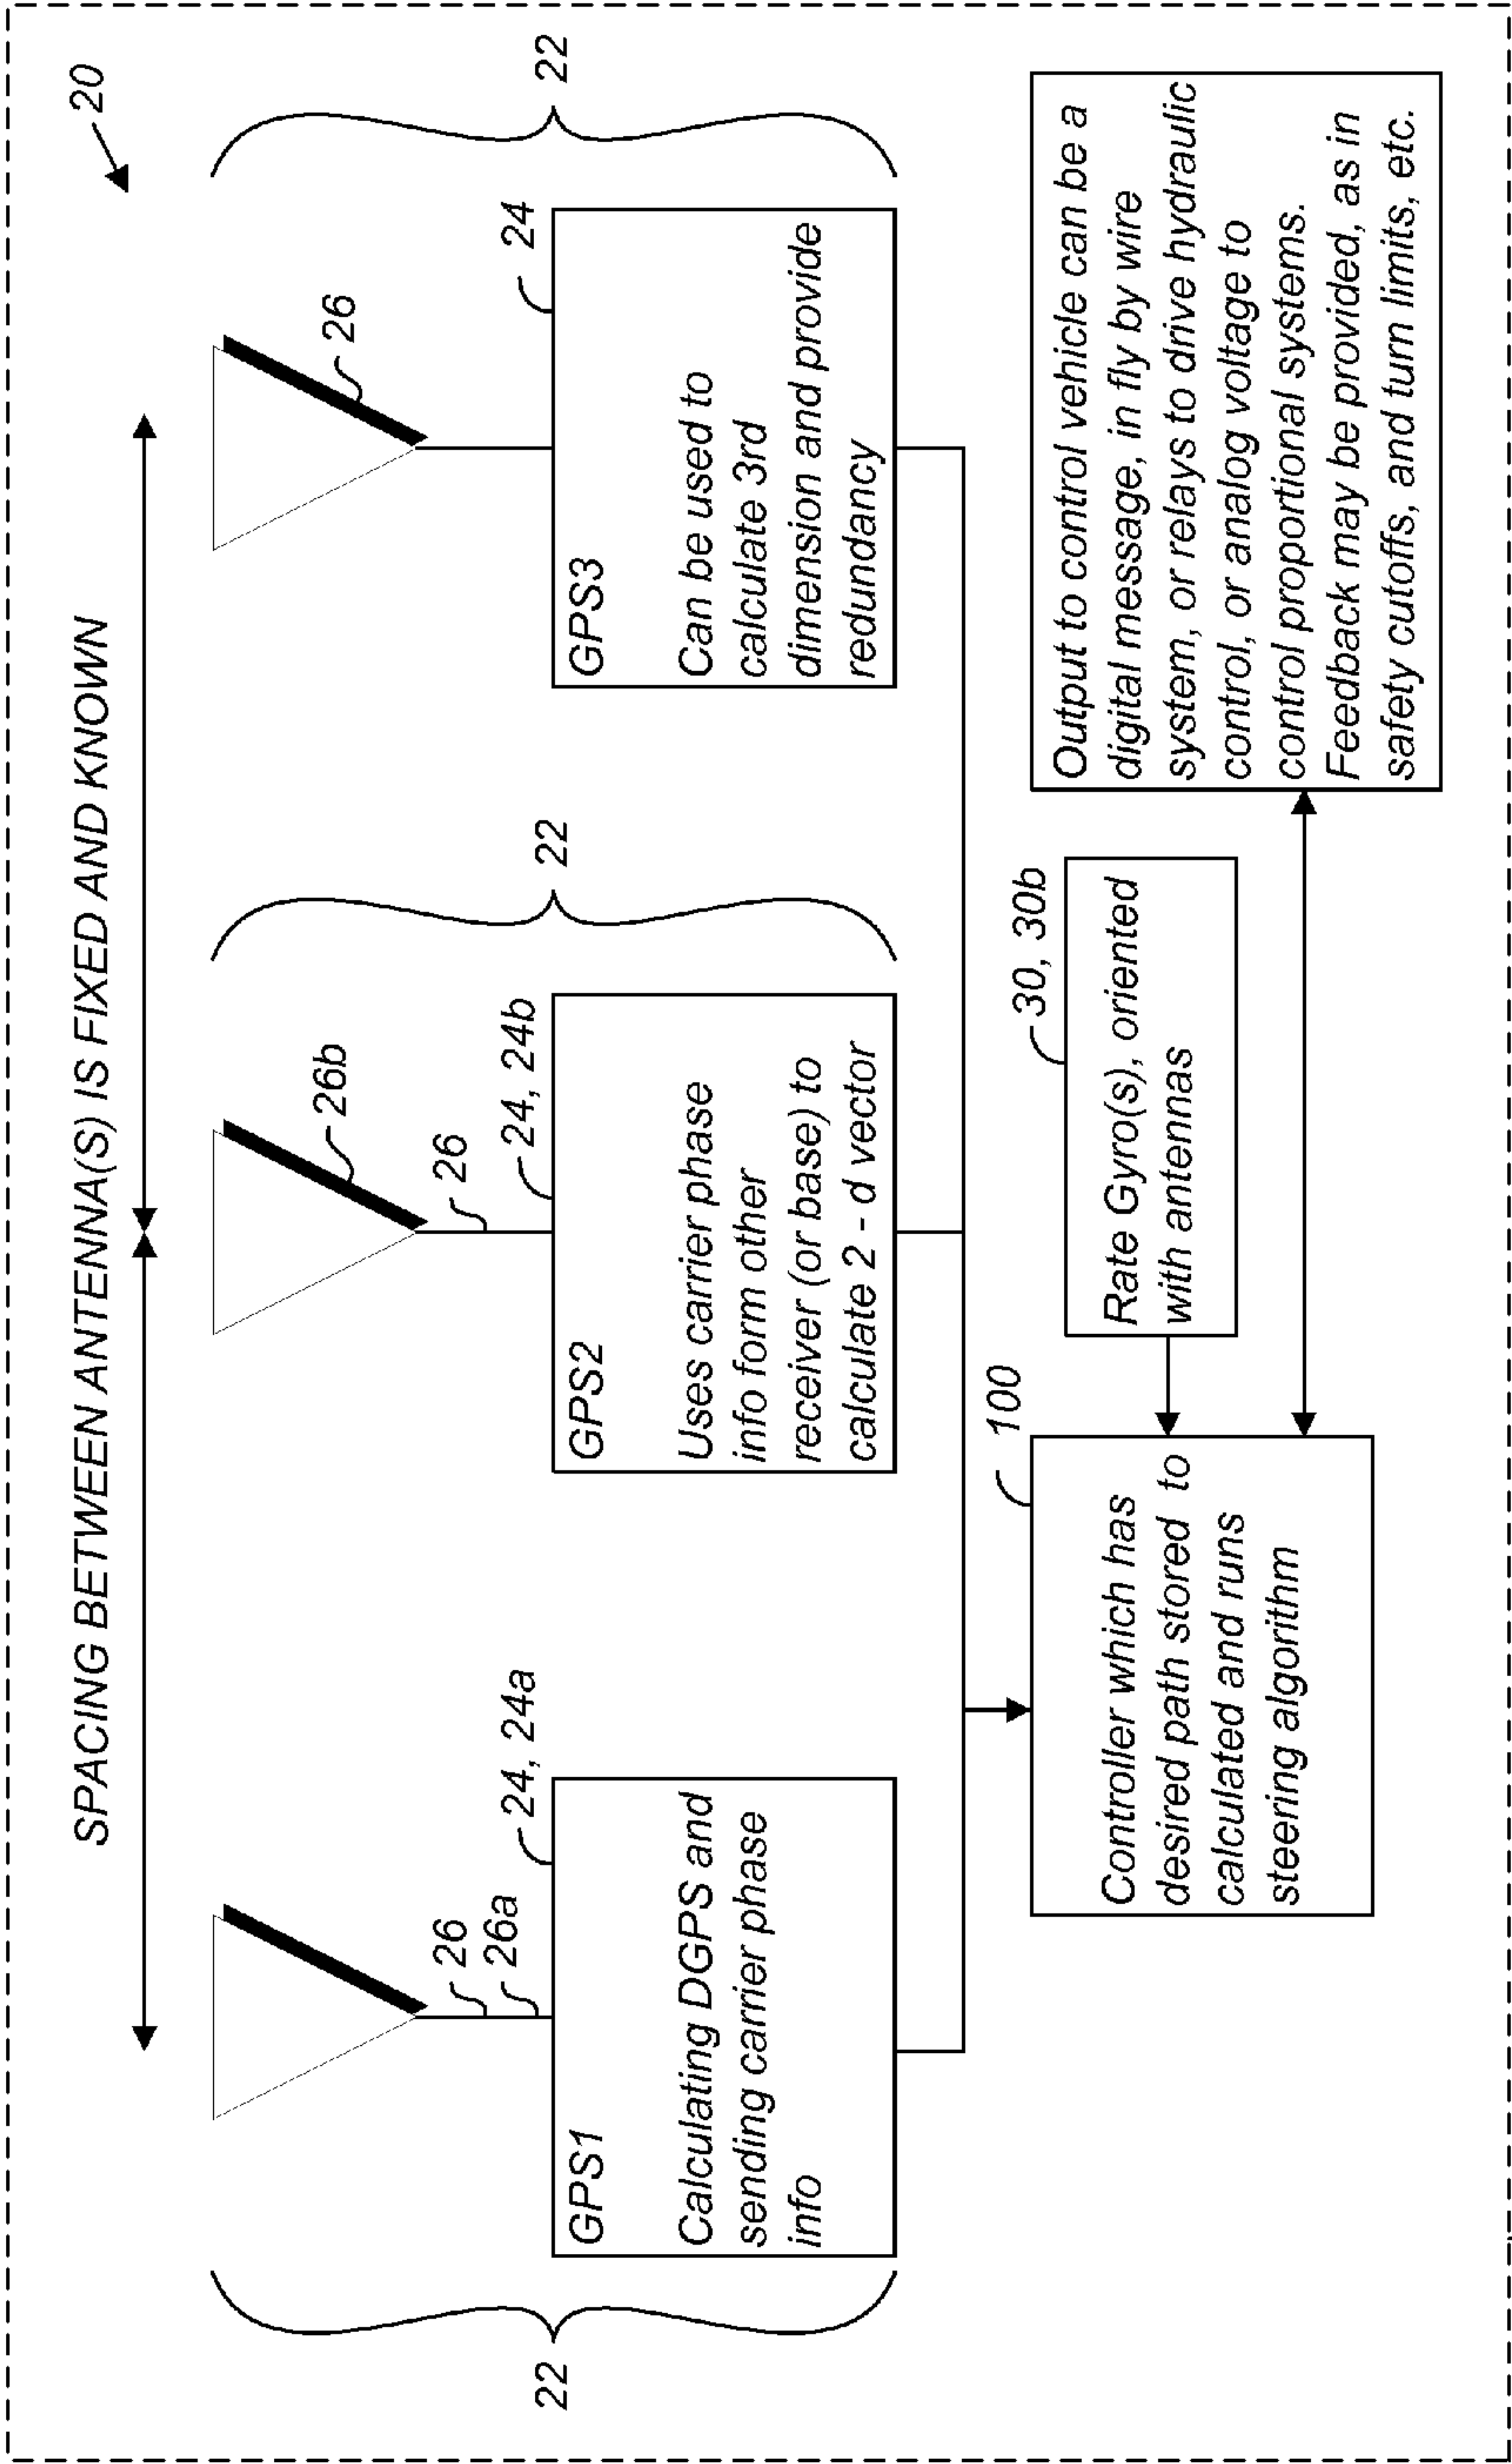 SPACING BETWEEN ANTENNA(S) IS FIXED AND KNOWN
20
22
26
26a
24, 24a
GPS1
Calculating DGPS and
sending carrier phase
info
26b
26
24, 24b
22
GPS2
Uses carrier phase
info form other
receiver (or base) to
calculate 2 - d vector
26
24
22
GPS3
Can be used to
calculate 3rd
dimension and provide
redundancy
100
Controller which has
desired path stored to
calculated and runs
steering algorithm
30, 30b
Rate Gyro(s), oriented
with antennas
Output to control vehicle can be a
digital message, in fly by wire
system, or relays to drive hydraulic
control, or analog voltage to
control proportional systems.
Feedback may be provided, as in
safety cutoffs, and turn limits, etc.